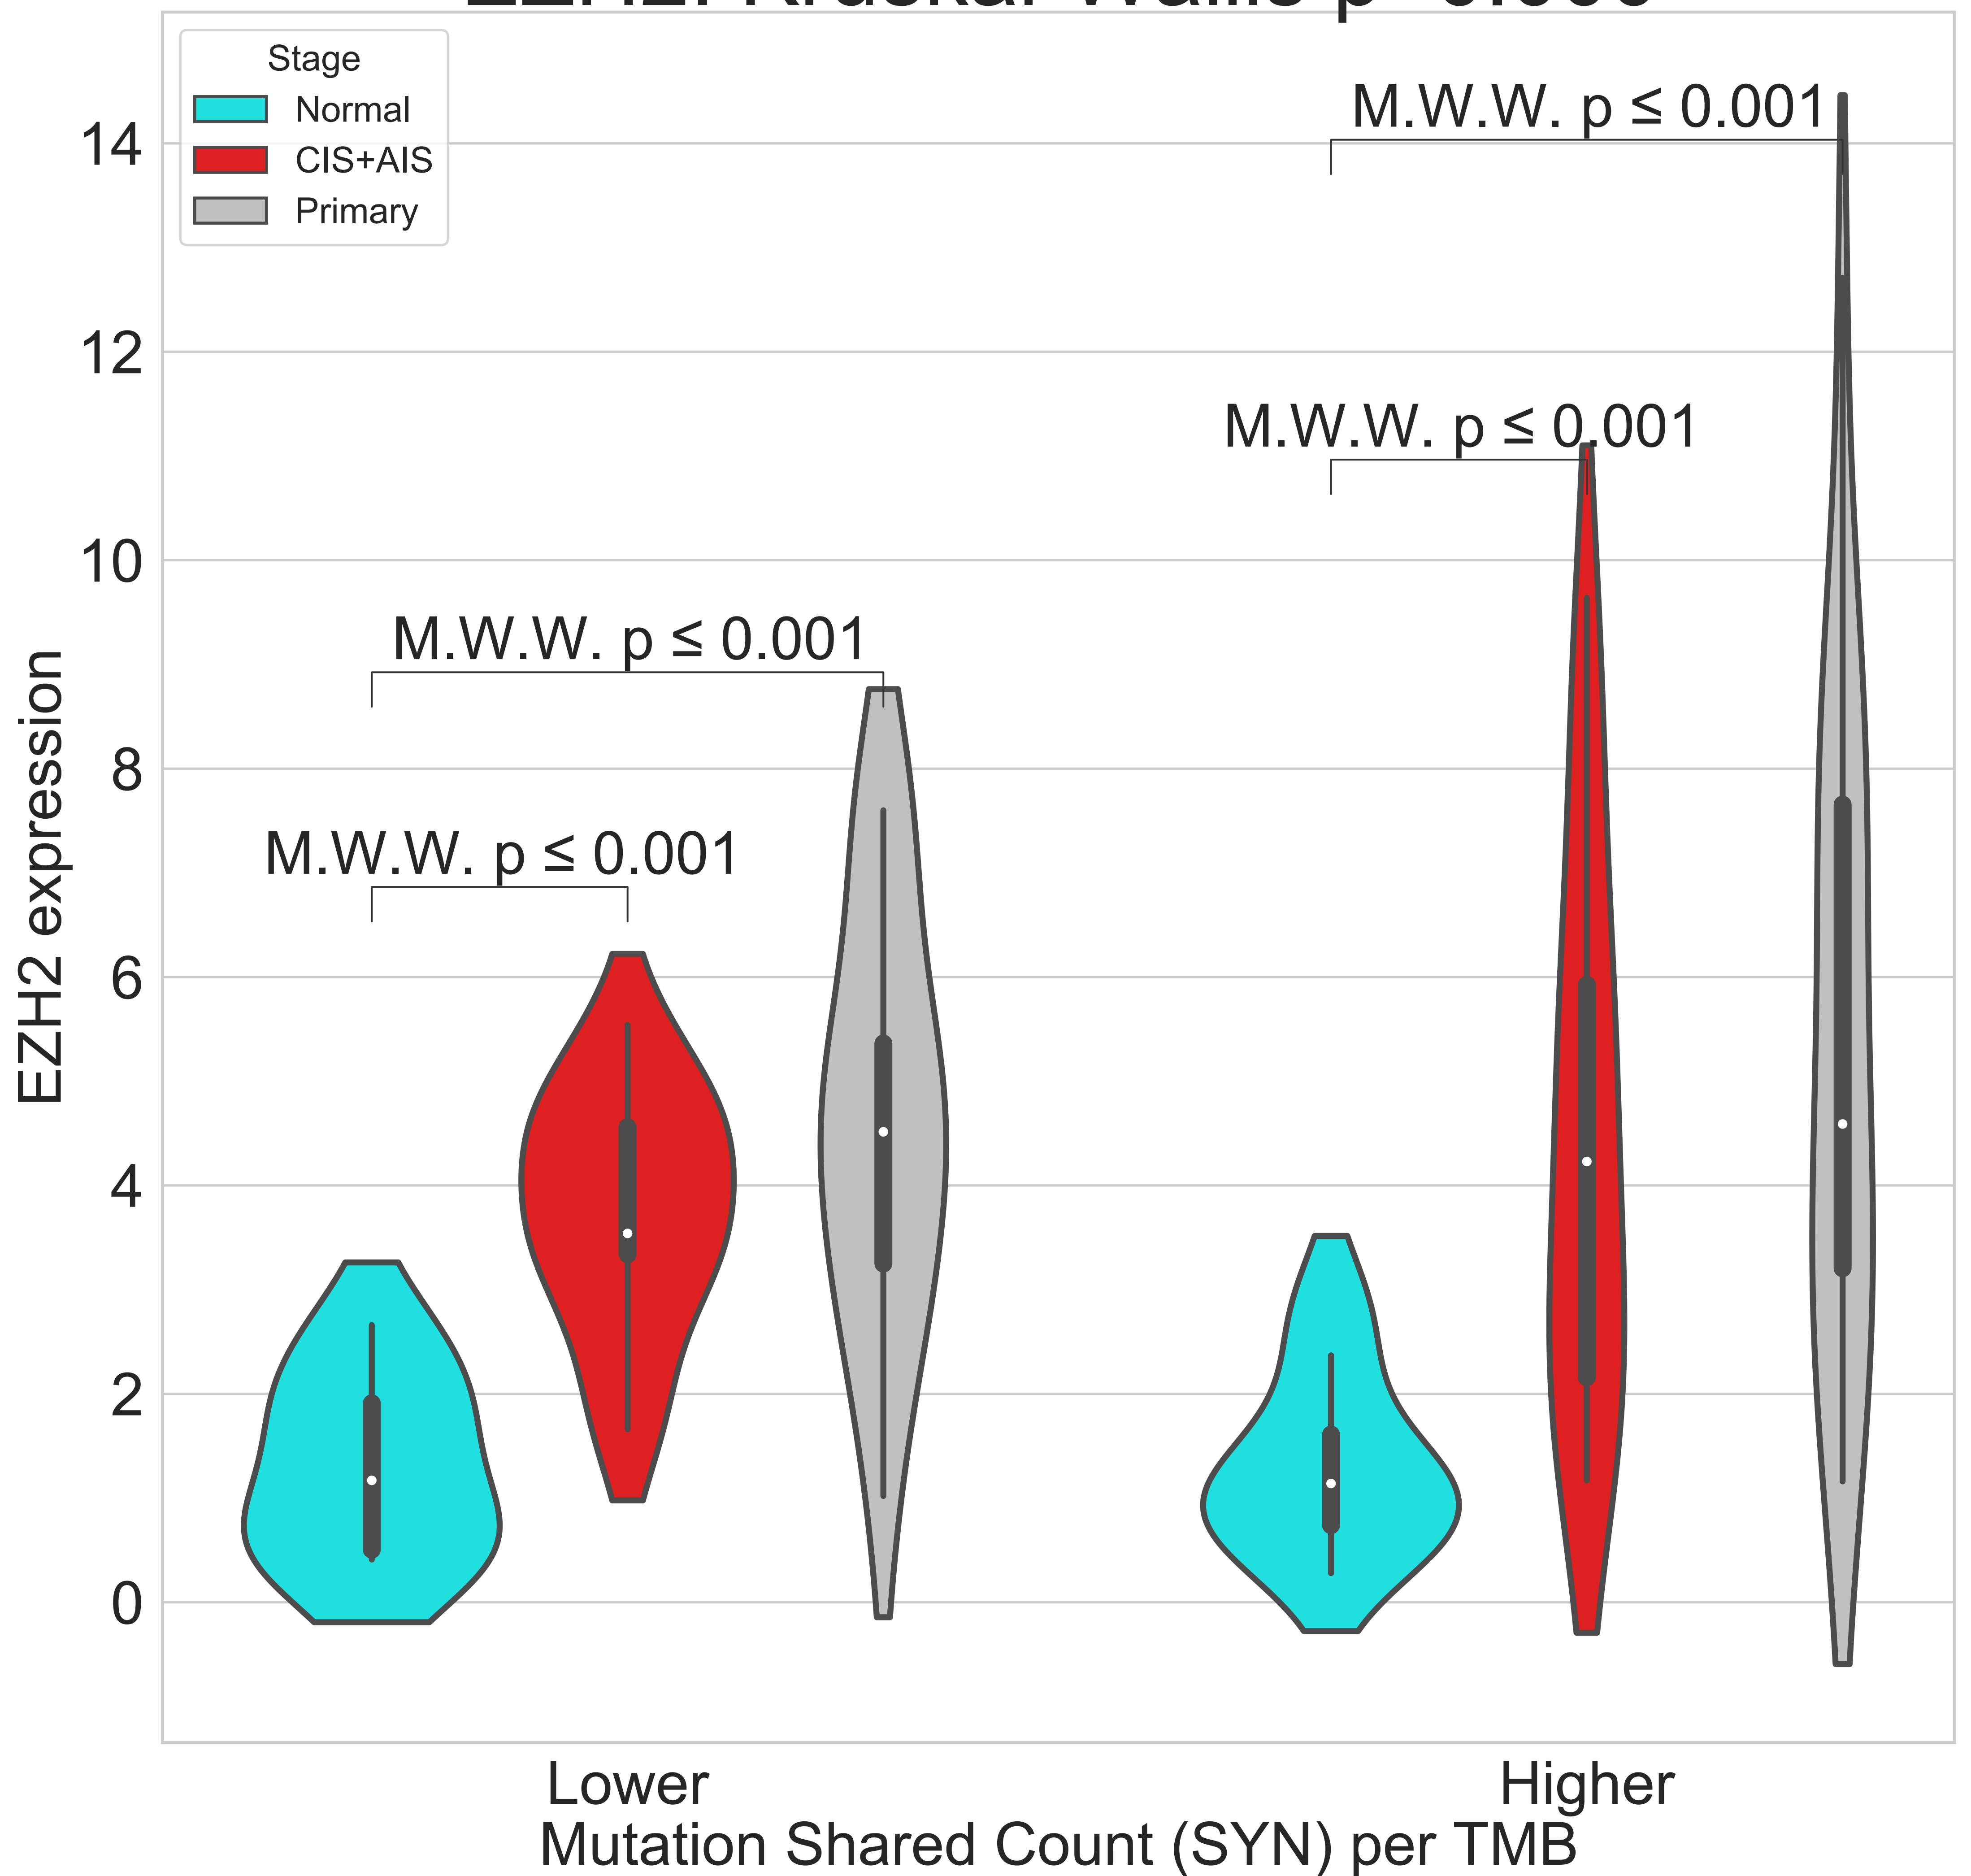 Stage
Normal
CIS+AIS
Primary
14
12
10
8
6
4
2
0
EZH2 expression
M.W.W. p ≤ 0.001
M.W.W. p ≤ 0.001
M.W.W. p ≤ 0.001
M.W.W. p ≤ 0.001
Lower
Higher
Mutation Shared Count (SYN) per TMB